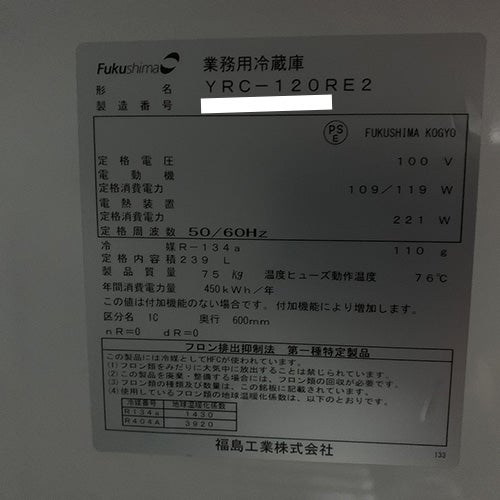 Fukushima 業務用冷蔵庫
形名 YRC-120RE2
製造番号
PS E FUKUSHIMA KOGYO
定格電圧 100 V
電動機
定格消費電力 109/119 W
電熱装置
定格消費電力 221 W
定格周波数 50/60Hz
冷媒 R-134a 110 g
定格内容積 239 L
製品質量 75 kg 温度ヒューズ動作温度 76℃
年間消費電力量 450kWh/年
この値は付加機能のない場合です。付加機能により増加します。
区分名 1C 奥行 600mm
nR=0 dR=0
フロン排出抑制法 第一種特定製品
この製品には冷媒としてHFCが使われています。
(1)フロン類をみだりに大気中に放出することは禁じられています。
(2)この製品を廃棄・整備する場合には、フロン類の回収が必要です。
(3)フロン類の種類及び数量は、この銘板に記載されています。
(4)使用しているフロン類の地球温暖化係数は、以下のとおりです。
冷媒番号 地球温暖化係数
R134a 1430
R404A 3920
福島工業株式会社
133